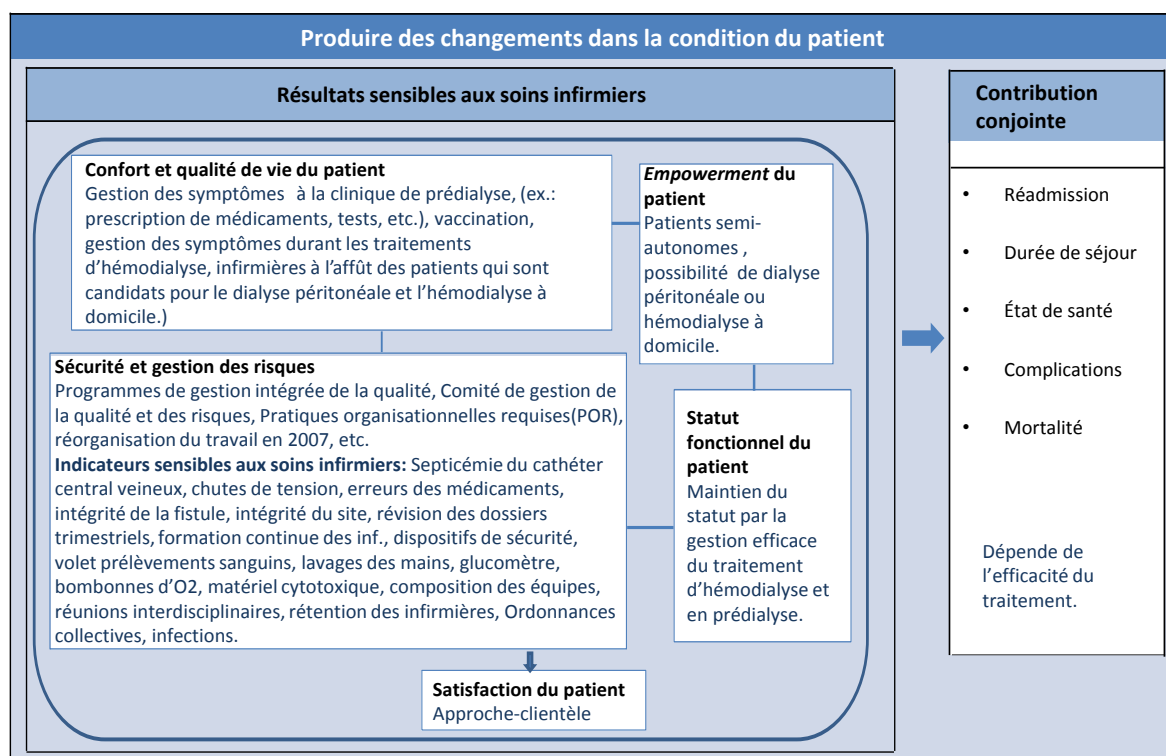 Produire des changements dans la condition du patient
Résultats sensibles aux soins infirmiers
Confort et qualité de vie du patient
Gestion des symptômes à la clinique de prédialyse, (ex.:
prescription de médicaments, tests, etc.), vaccination,
gestion des symptômes durant les traitements
d’hémodialyse, infirmières à l’affût des patients qui sont
candidats pour le dialyse péritonéale et l’hémodialyse à
domicile.)
Empowerment du
patient
Patients semi-
autonomes ,
possibilité de dialyse
péritonéale ou
hémodialyse à
domicile.
Sécurité et gestion des risques
Programmes de gestion intégrée de la qualité, Comité de gestion de
la qualité et des risques, Pratiques organisationnelles requises(POR),
réorganisation du travail en 2007, etc.
Indicateurs sensibles aux soins infirmiers: Septicémie du cathéter
central veineux, chutes de tension, erreurs des médicaments,
intégrité de la fistule, intégrité du site, révision des dossiers
trimestriels, formation continue des inf., dispositifs de sécurité,
volet prélèvements sanguins, lavages des mains, glucomètre,
bombonnes d’O2, matériel cytotoxique, composition des équipes,
réunions interdisciplinaires, rétention des infirmières, Ordonnances
collectives, infections.
Statut
fonctionnel du
patient
Maintien du
statut par la
gestion efficace
du traitement
d’hémodialyse et
en prédialyse.
Satisfaction du patient
Approche-clientèle
Contribution
conjointe
• Réadmission
• Durée de séjour
• État de santé
• Complications
• Mortalité
Dépende de
l’efficacité du
traitement.